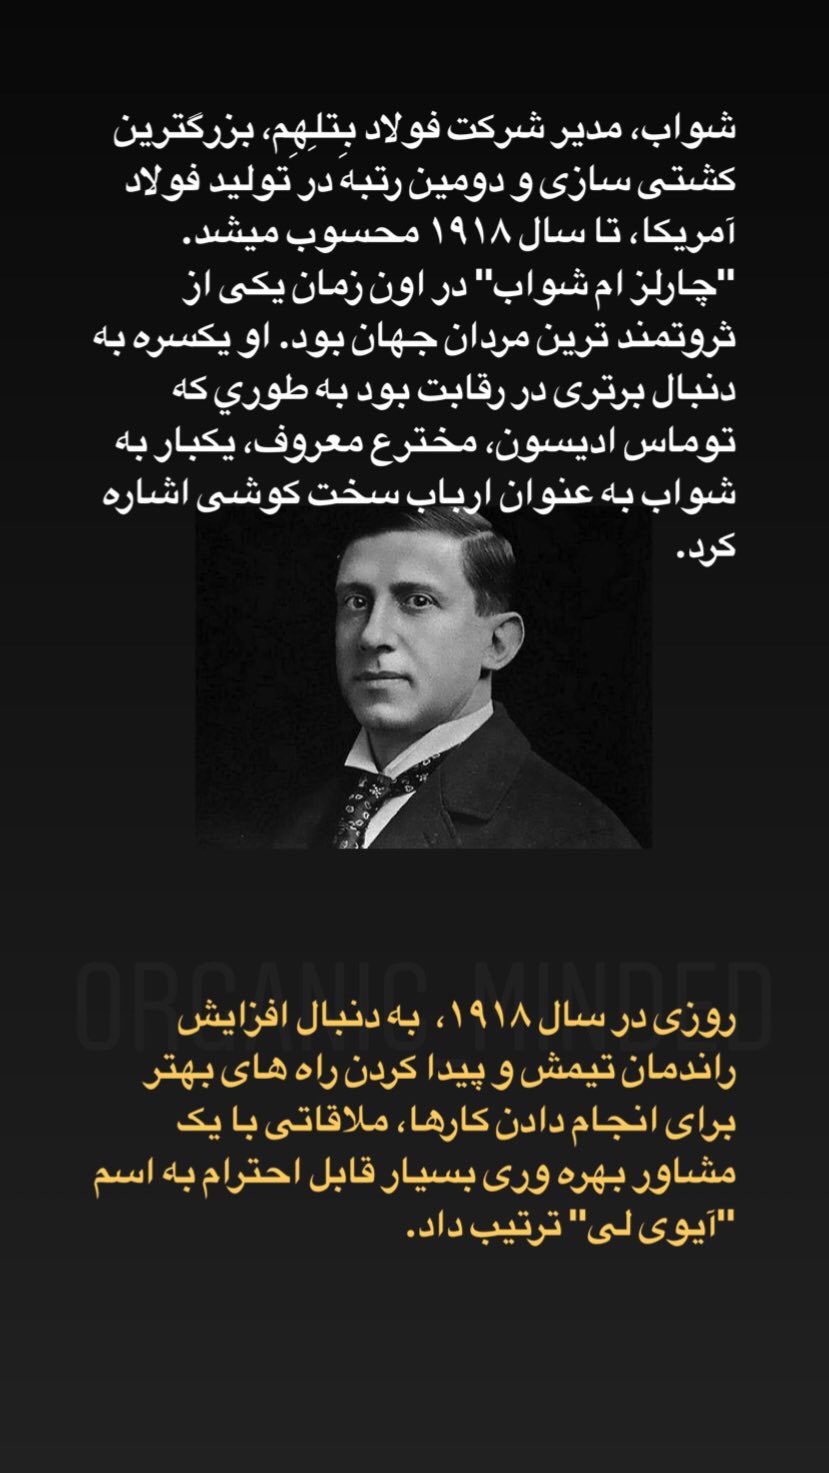 شواب، مدیر شرکت فولاد بِتلِهِم، بزرگترین
کشتی سازی و دومین رتبه در تولید فولاد
آمریکا، تا سال ۱۹۱۸ محسوب میشد.
"چارلز ام شواب" در اون زمان یکی از
ثروتمند ترین مردان جهان بود. او یکسره به
دنبال برتری در رقابت بود به طوري که
توماس ادیسون، مخترع معروف، یکبار به
شواب به عنوان ارباب سخت کوشی اشاره
کرد.
ORGANIC_MINDED
روزی در سال ۱۹۱۸، به دنبال افزایش
راندمان تیمش و پیدا کردن راه های بهتر
برای انجام دادن کارها، ملاقاتی با یک
مشاور بهره وری بسیار قابل احترام به اسم
"آیوی لی" ترتیب داد.